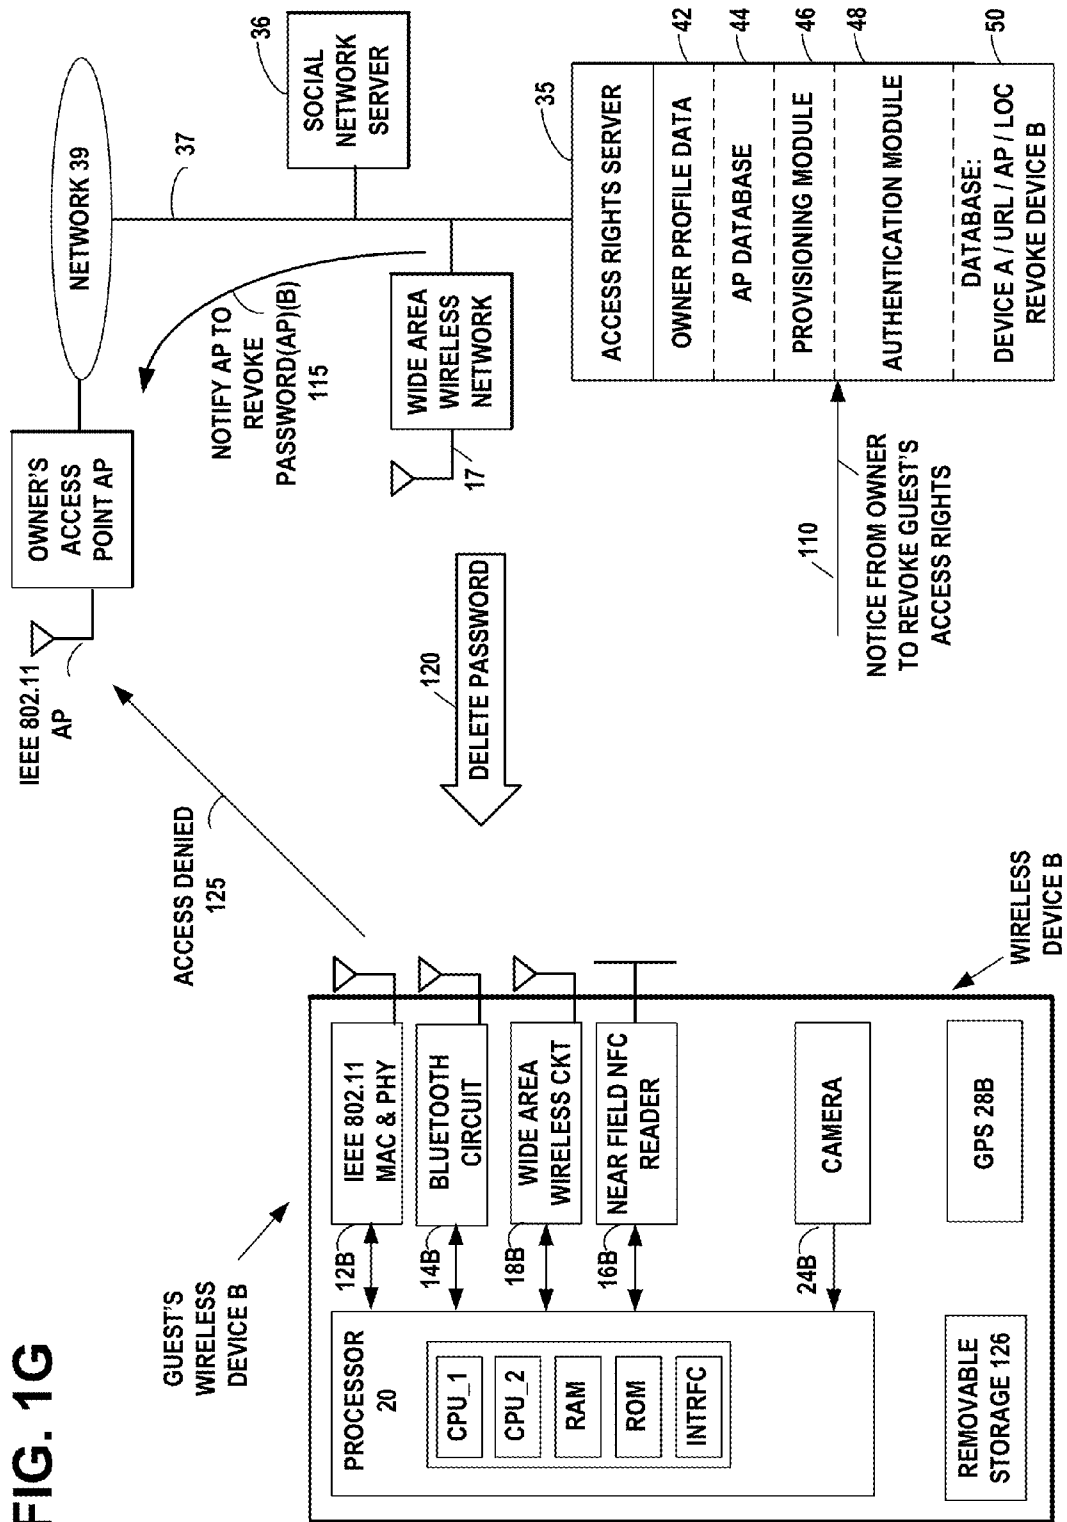 FIG. 1G
GUEST'S
WIRELESS
DEVICE B
PROCESSOR
20
CPU_1
CPU_2
RAM
ROM
INTRFC
12B
14B
18B
16B
24B
IEEE 802.11
MAC & PHY
BLUETOOTH
CIRCUIT
WIDE AREA
WIRELESS CKT
NEAR FIELD NFC
READER
CAMERA
REMOVABLE
STORAGE 126
GPS 28B
WIRELESS
DEVICE B
ACCESS DENIED
125
IEEE 802.11
AP
OWNER'S
ACCESS
POINT AP
NETWORK 39
37
NOTIFY AP TO
REVOKE
PASSWORD(AP)(B)
115
120
DELETE PASSWORD
17
WIDE AREA
WIRELESS
NETWORK
SOCIAL
NETWORK
SERVER
36
110
NOTICE FROM OWNER
TO REVOKE GUEST'S
ACCESS RIGHTS
35
ACCESS RIGHTS SERVER
OWNER PROFILE DATA
42
AP DATABASE
44
PROVISIONING MODULE
46
AUTHENTICATION MODULE
48
DATABASE:
DEVICE A / URL / AP / LOC
REVOKE DEVICE B
50